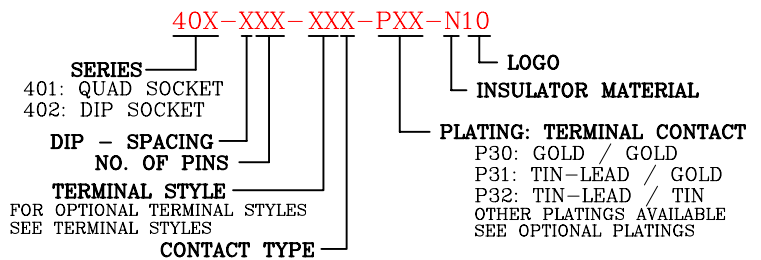 40X-XXX-XXX-PXX-N10
LOGO
SERIES
401: QUAD SOCKET
402: DIP SOCKET
INSULATOR MATERIAL
DIP - SPACING
NO. OF PINS
PLATING: TERMINAL CONTACT
P30: GOLD / GOLD
P31: TIN-LEAD / GOLD
P32: TIN-LEAD / TIN
OTHER PLATINGS AVAILABLE
SEE OPTIONAL PLATINGS
TERMINAL STYLE
FOR OPTIONAL TERMINAL STYLES
SEE TERMINAL STYLES
CONTACT TYPE